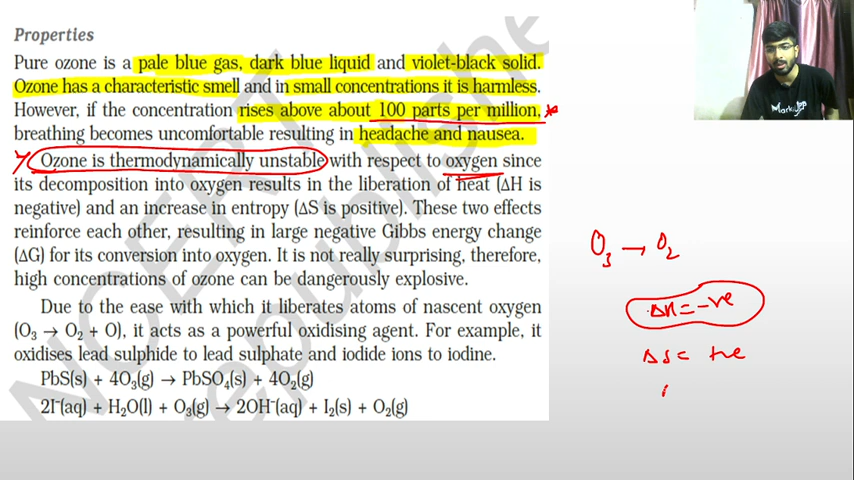 Properties
Pure ozone is a pale blue gas, dark blue liquid and violet-black solid.
Ozone has a characteristic smell and in small concentrations it is harmless.
However, if the concentration rises above about 100 parts per million,
breathing becomes uncomfortable resulting in headache and nausea.
Ozone is thermodynamically unstable with respect to oxygen since
its decomposition into oxygen results in the liberation of heat (ΔH is
negative) and an increase in entropy (ΔS is positive). These two effects
reinforce each other, resulting in large negative Gibbs energy change
(ΔG) for its conversion into oxygen. It is not really surprising, therefore,
high concentrations of ozone can be dangerously explosive.
Due to the ease with which it liberates atoms of nascent oxygen
(O₃ → O₂ + O), it acts as a powerful oxidising agent. For example, it
oxidises lead sulphide to lead sulphate and iodide ions to iodine.
PbS(s) + 4O₃(g) → PbSO₄(s) + 4O₂(g)
2I⁻(aq) + H₂O(l) + O₃(g) → 2OH⁻(aq) + I₂(s) + O₂(g)
O₃ → O₂
ΔH = -ve
ΔS = +ve